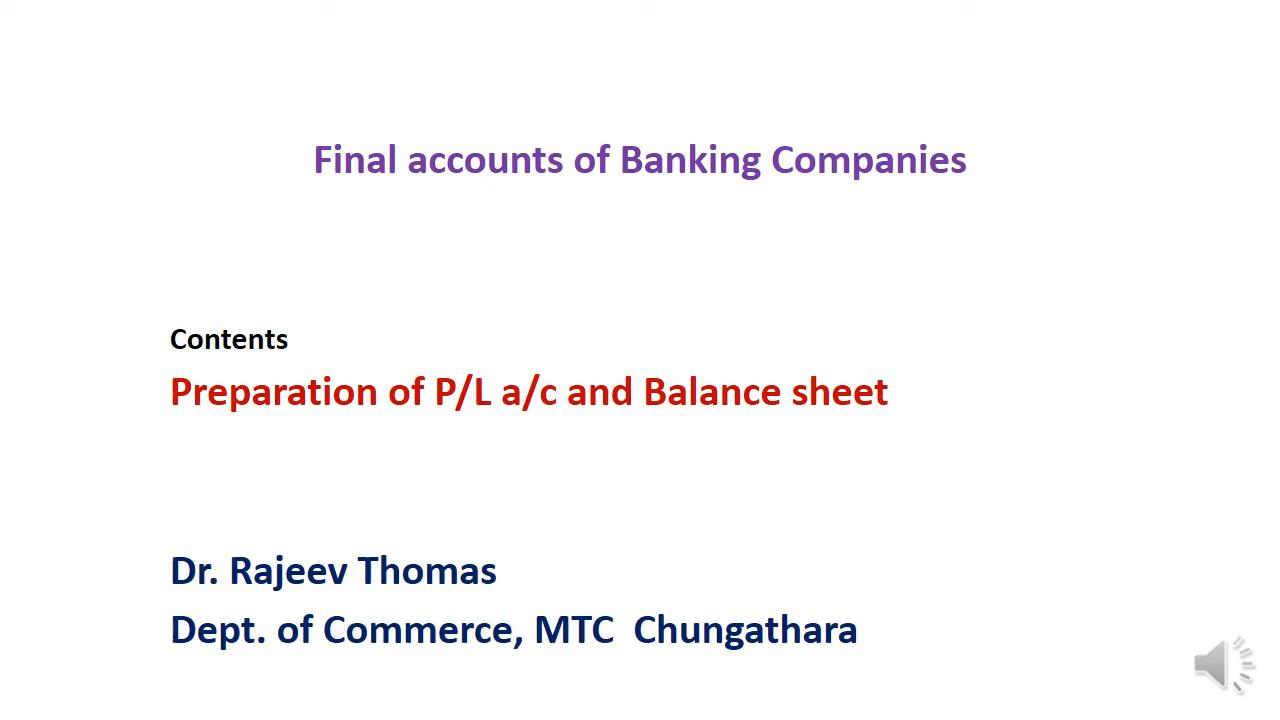 Final accounts of Banking Companies
Contents
Preparation of P/L a/c and Balance sheet
Dr. Rajeev Thomas
Dept. of Commerce, MTC  Chungathara